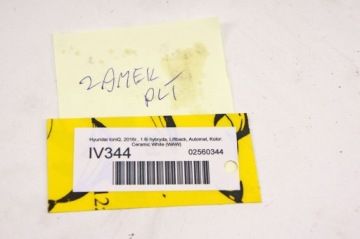 ZAMEK
PLT
Hyundai IoniQ, 2016r., 1.6i hybryda, Liftback, Automat, Kolor:
Ceramic White (WAW)
IV344
02560344